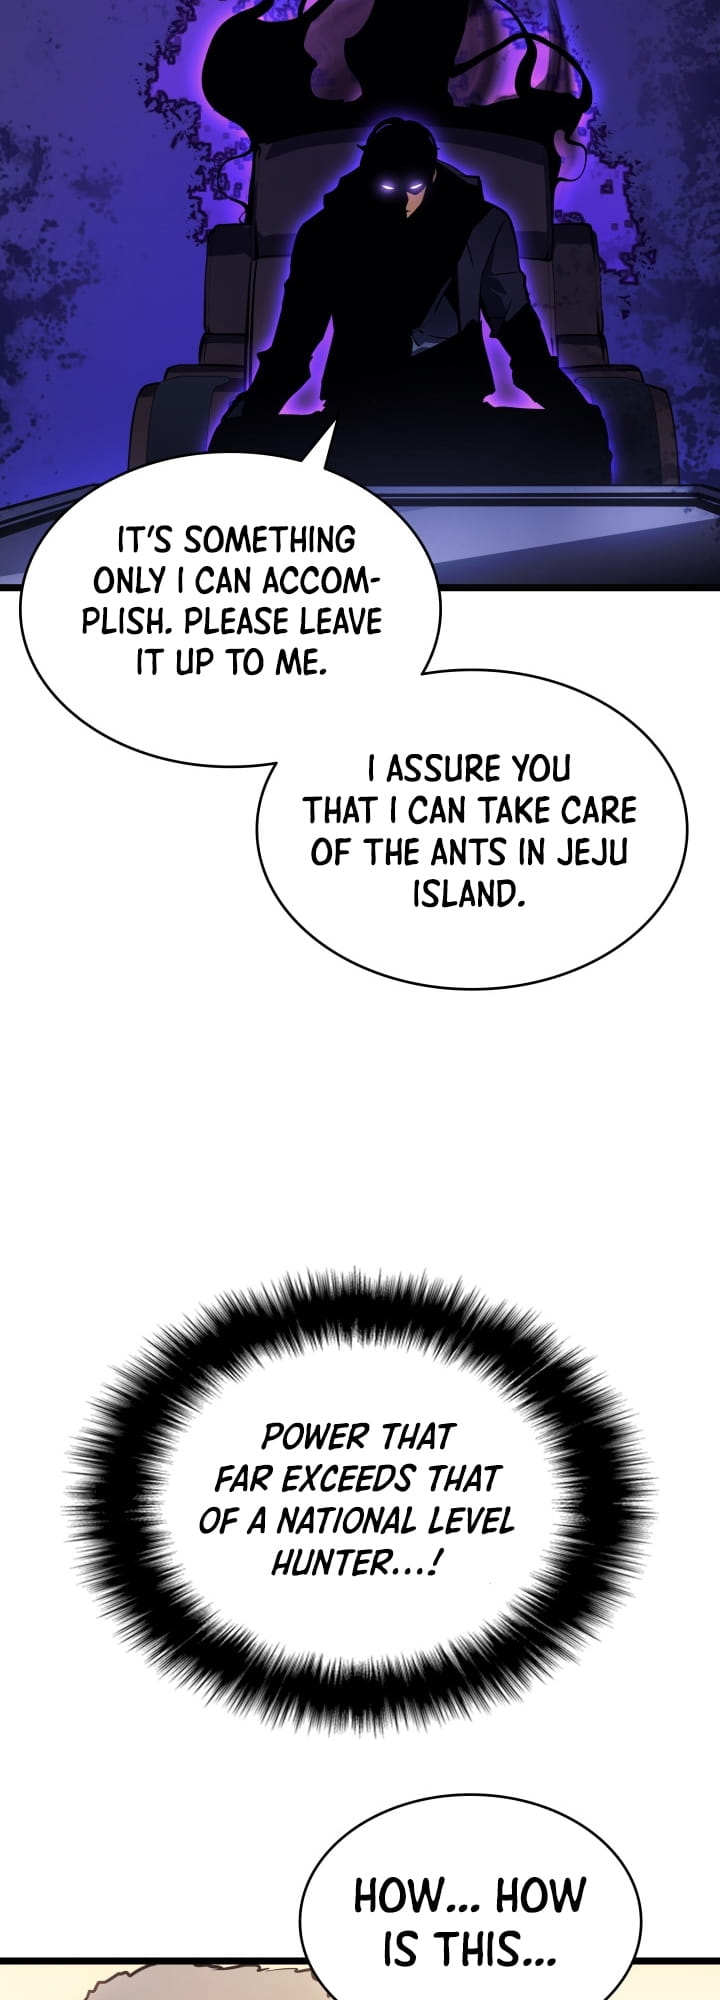 IT'S SOMETHING
ONLY I CAN ACCOM-
PLISH. PLEASE LEAVE
IT UP TO ME.
I ASSURE YOU
THAT I CAN TAKE CARE
OF THE ANTS IN JEJU
ISLAND.
POWER THAT
FAR EXCEEDS THAT
OF A NATIONAL LEVEL
HUNTER...!
HOW... HOW
IS THIS...